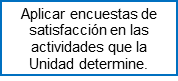 Aplicar encuestas de
satisfacción en las
actividades que la
Unidad determine.